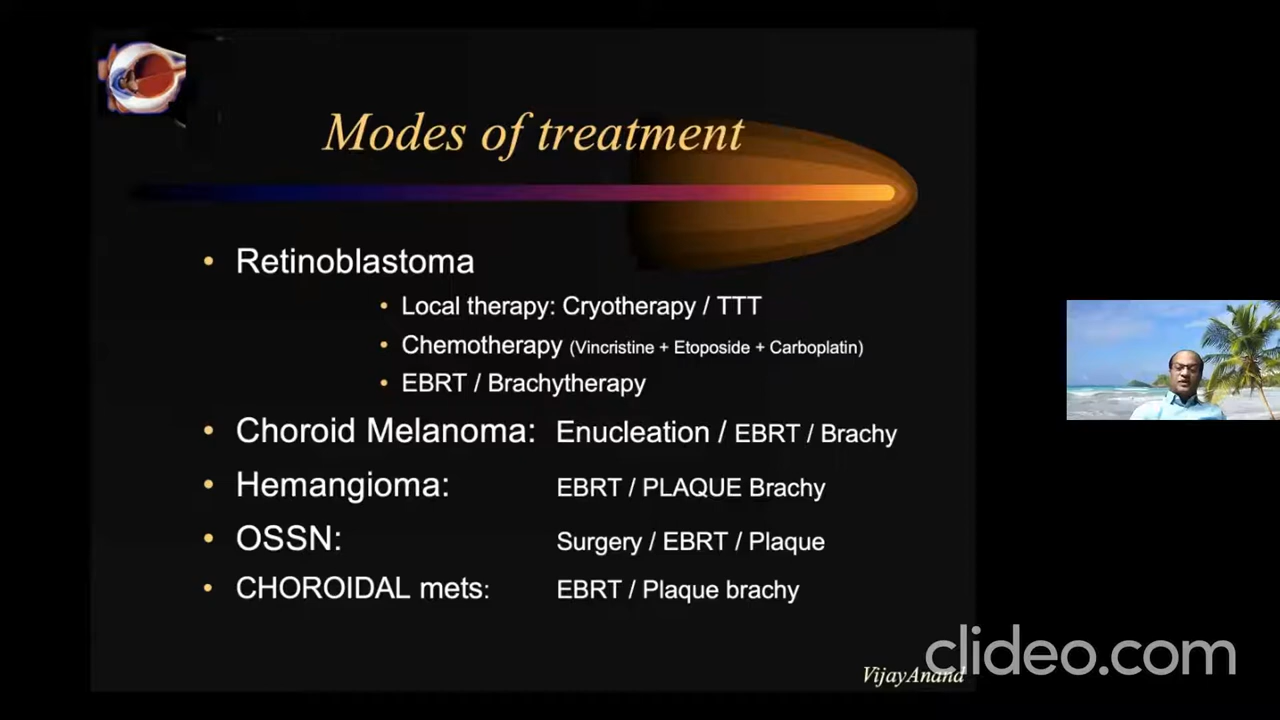 Modes of treatment
• Retinoblastoma
• Local therapy: Cryotherapy / TTT
• Chemotherapy (Vincristine + Etoposide + Carboplatin)
• EBRT / Brachytherapy
• Choroid Melanoma: Enucleation / EBRT / Brachy
• Hemangioma: EBRT / PLAQUE Brachy
• OSSN: Surgery / EBRT / Plaque
• CHOROIDAL mets: EBRT / Plaque brachy
clideo.com
VijayAnand